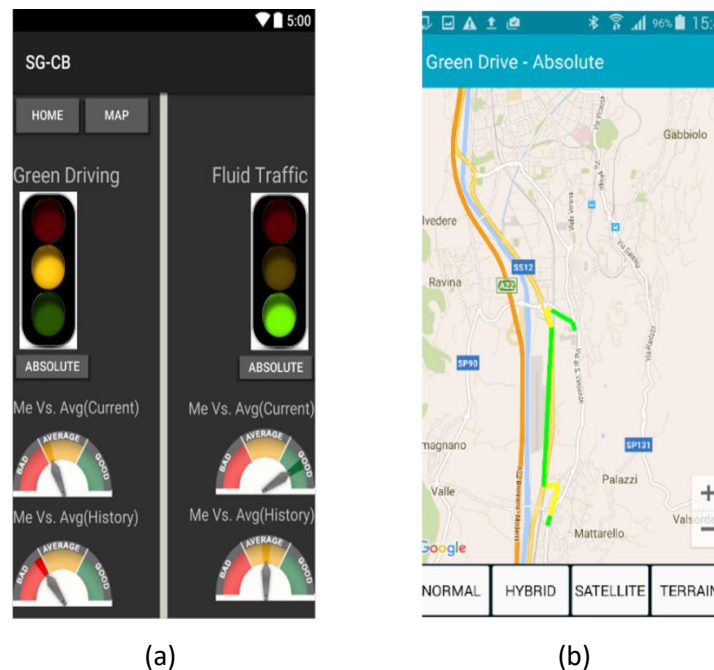 5:00
SG-CB
HOME MAP
Green Driving Fluid Traffic
ABSOLUTE ABSOLUTE
Me Vs. Avg(Current) Me Vs. Avg(Current)
BAD AVERAGE GOOD BAD AVERAGE GOOD
Me Vs. Avg(History) Me Vs. Avg(History)
BAD AVERAGE GOOD BAD AVERAGE GOOD
(a)
96% 15:
Green Drive - Absolute
Gabbiolo
lvedere
Ravina
SS12
A22
SP90
SP131
magnano
Valle
Palazzi
Valsorda
Mattarello
Google
NORMAL HYBRID SATELLITE TERRAIN
(b)